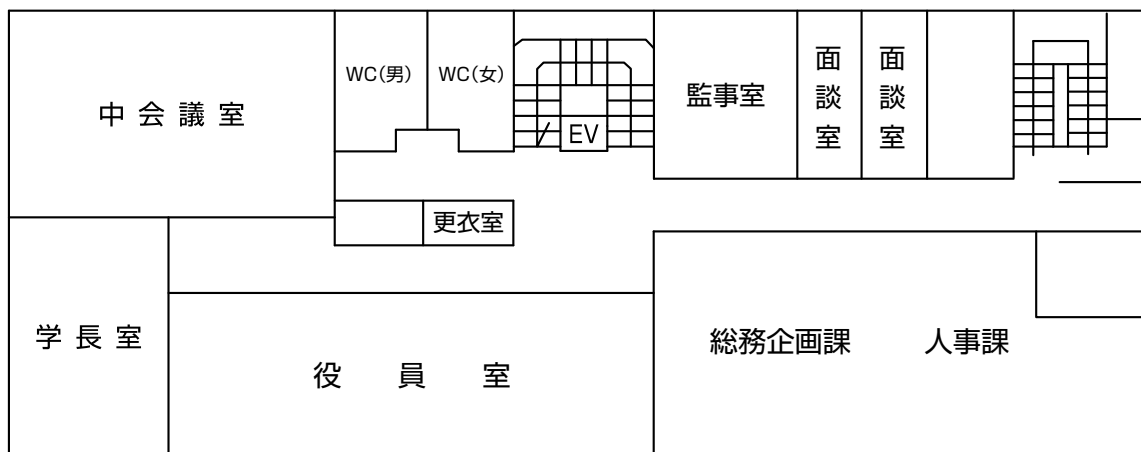 中会議室
WC(男)
WC(女)
EV
監事室
面談室
面談室
更衣室
学長室
役員室
総務企画課
人事課